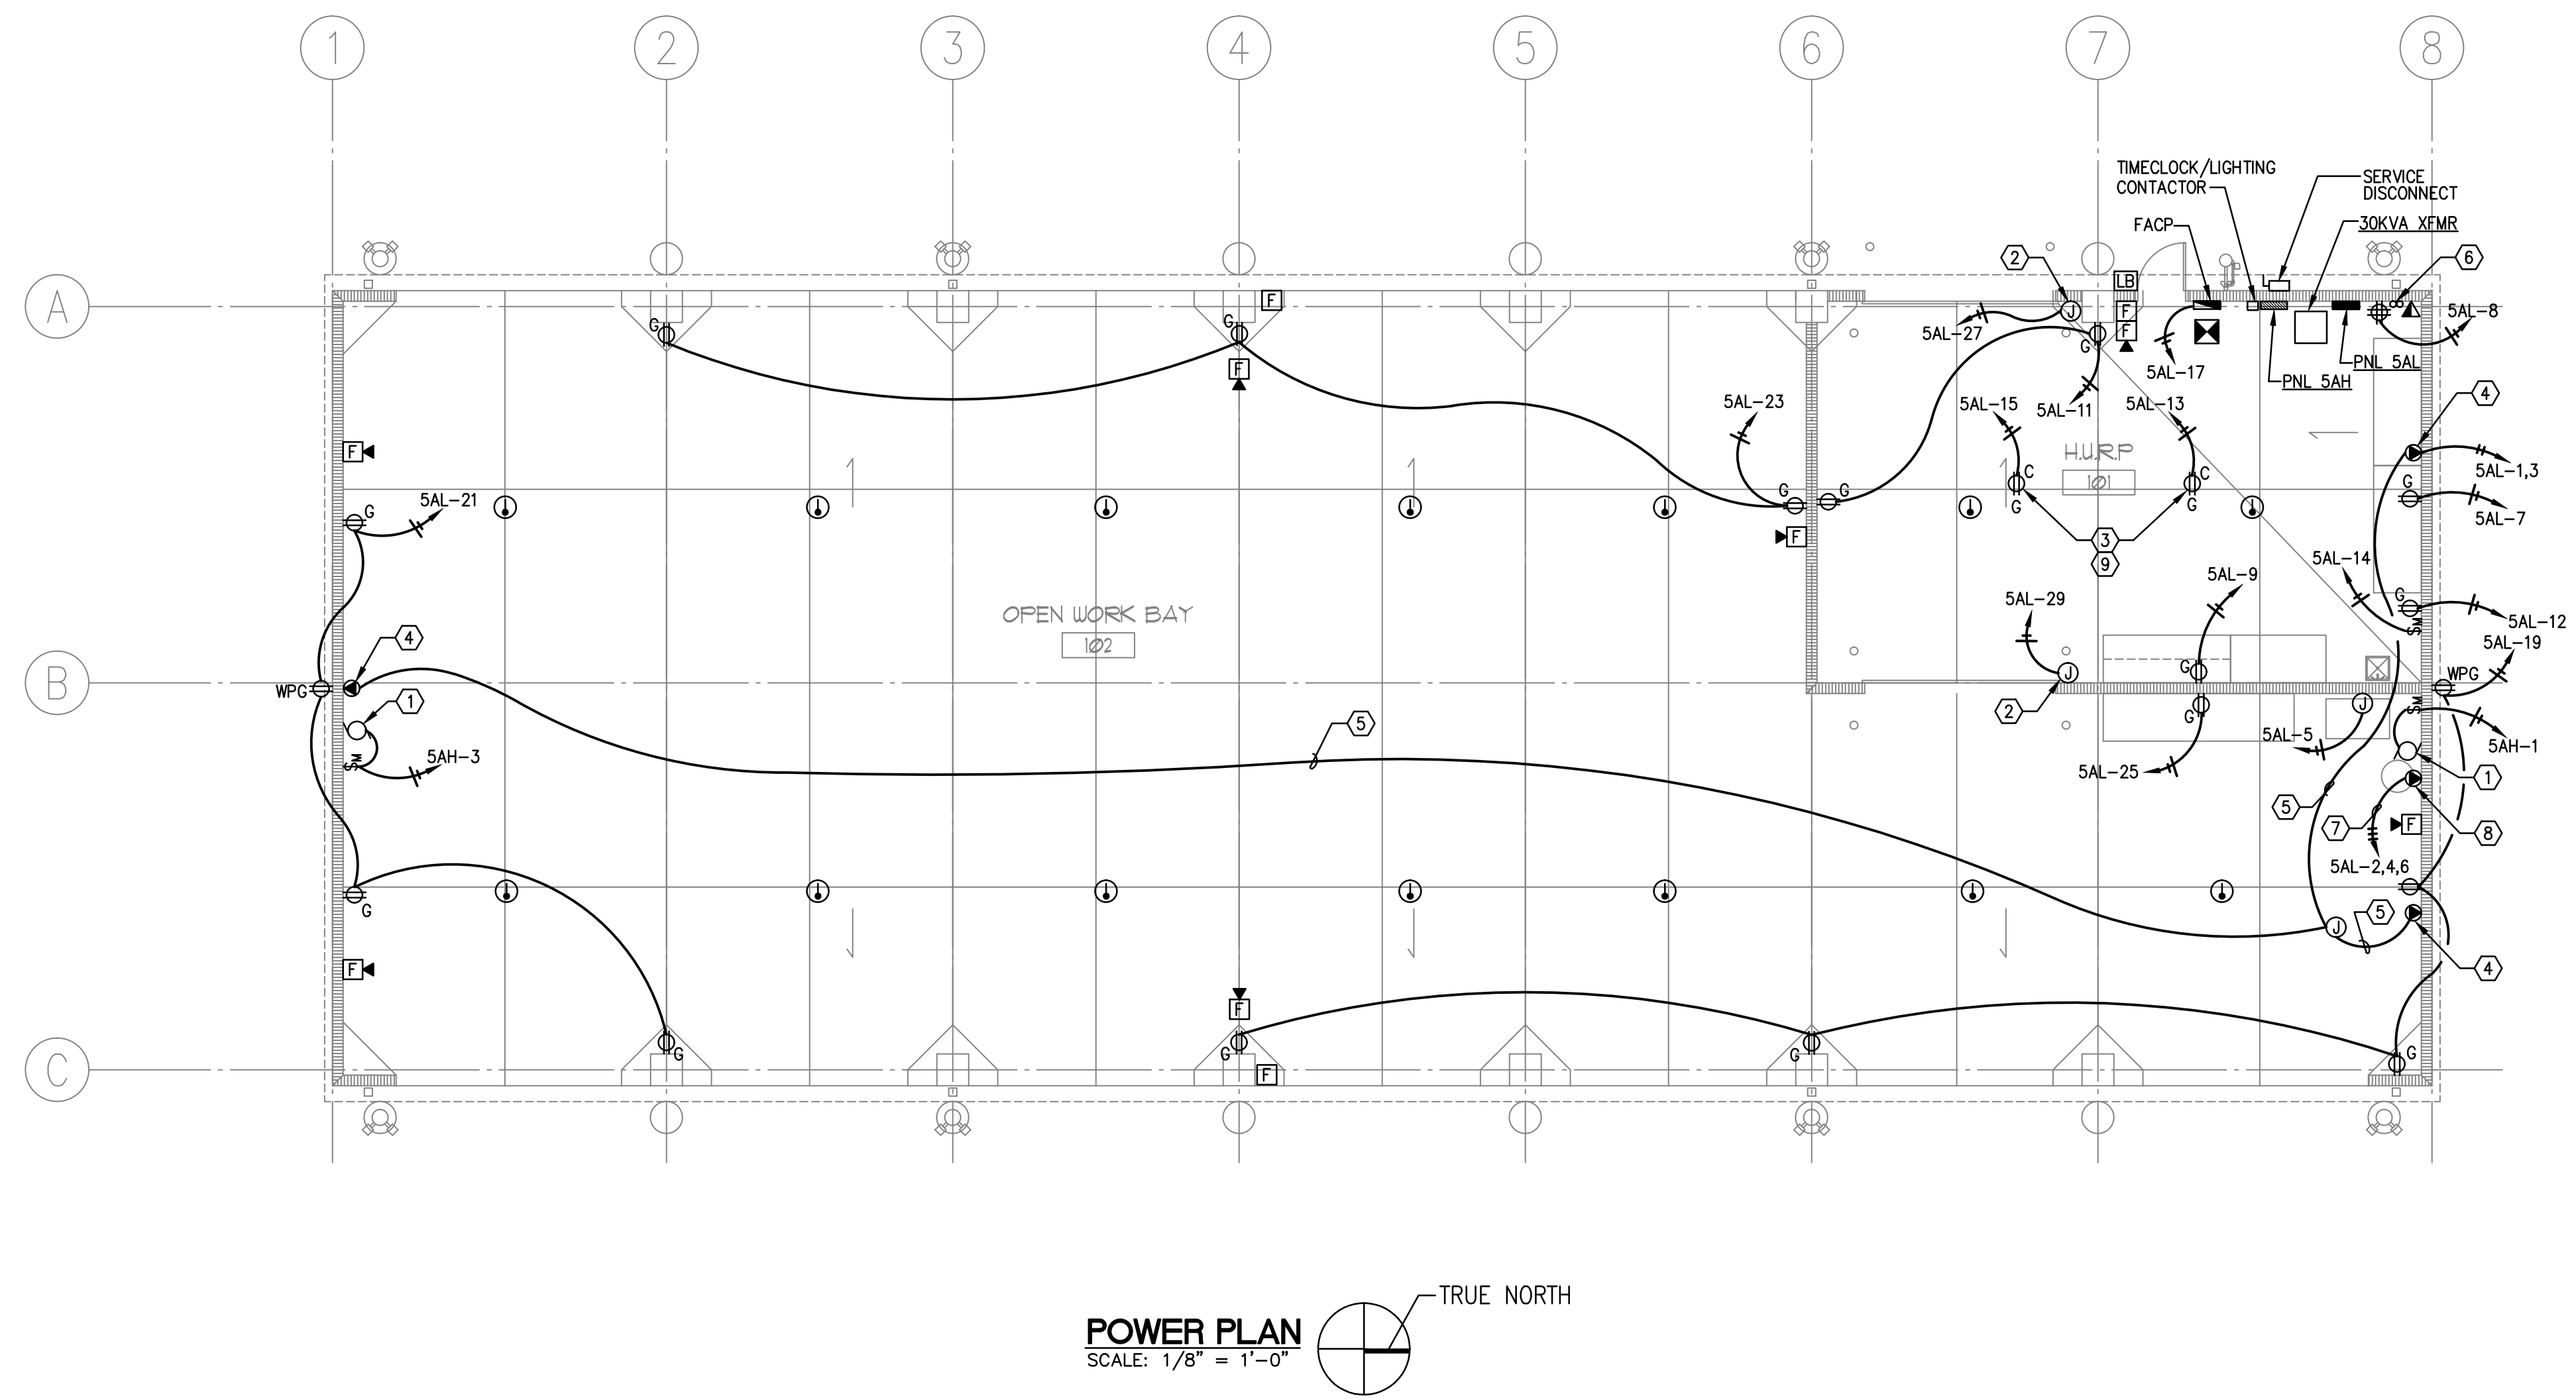 1
2
3
4
5
6
7
8
TIMECLOCK/LIGHTING
CONTACTOR
SERVICE
DISCONNECT
FACP
30KVA XFMR
2
6
LB
A
F
F
F
J
5AL-8
5AL-27
G
G
G
F
5AL-17
PNL 5AL
PNL 5AH
4
5AL-23
5AL-15
5AL-11
5AL-13
F
H.U.R.P
101
5AL-1,3
C
C
G
G
G
5AL-21
G
G
G
5AL-7
F
3
9
5AL-14
5AL-9
5AL-29
G
OPEN WORK BAY
102
4
SM
5AL-12
5AL-19
B
WPG
G
J
WPG
1
2
G
J
SM
5
5AL-5
5AH-1
5AH-3
SM
5AL-25
1
5
7
F
8
5AL-2,4,6
G
5
J
F
4
F
G
G
G
G
C
F
TRUE NORTH
POWER PLAN
SCALE: 1/8" = 1'-0"